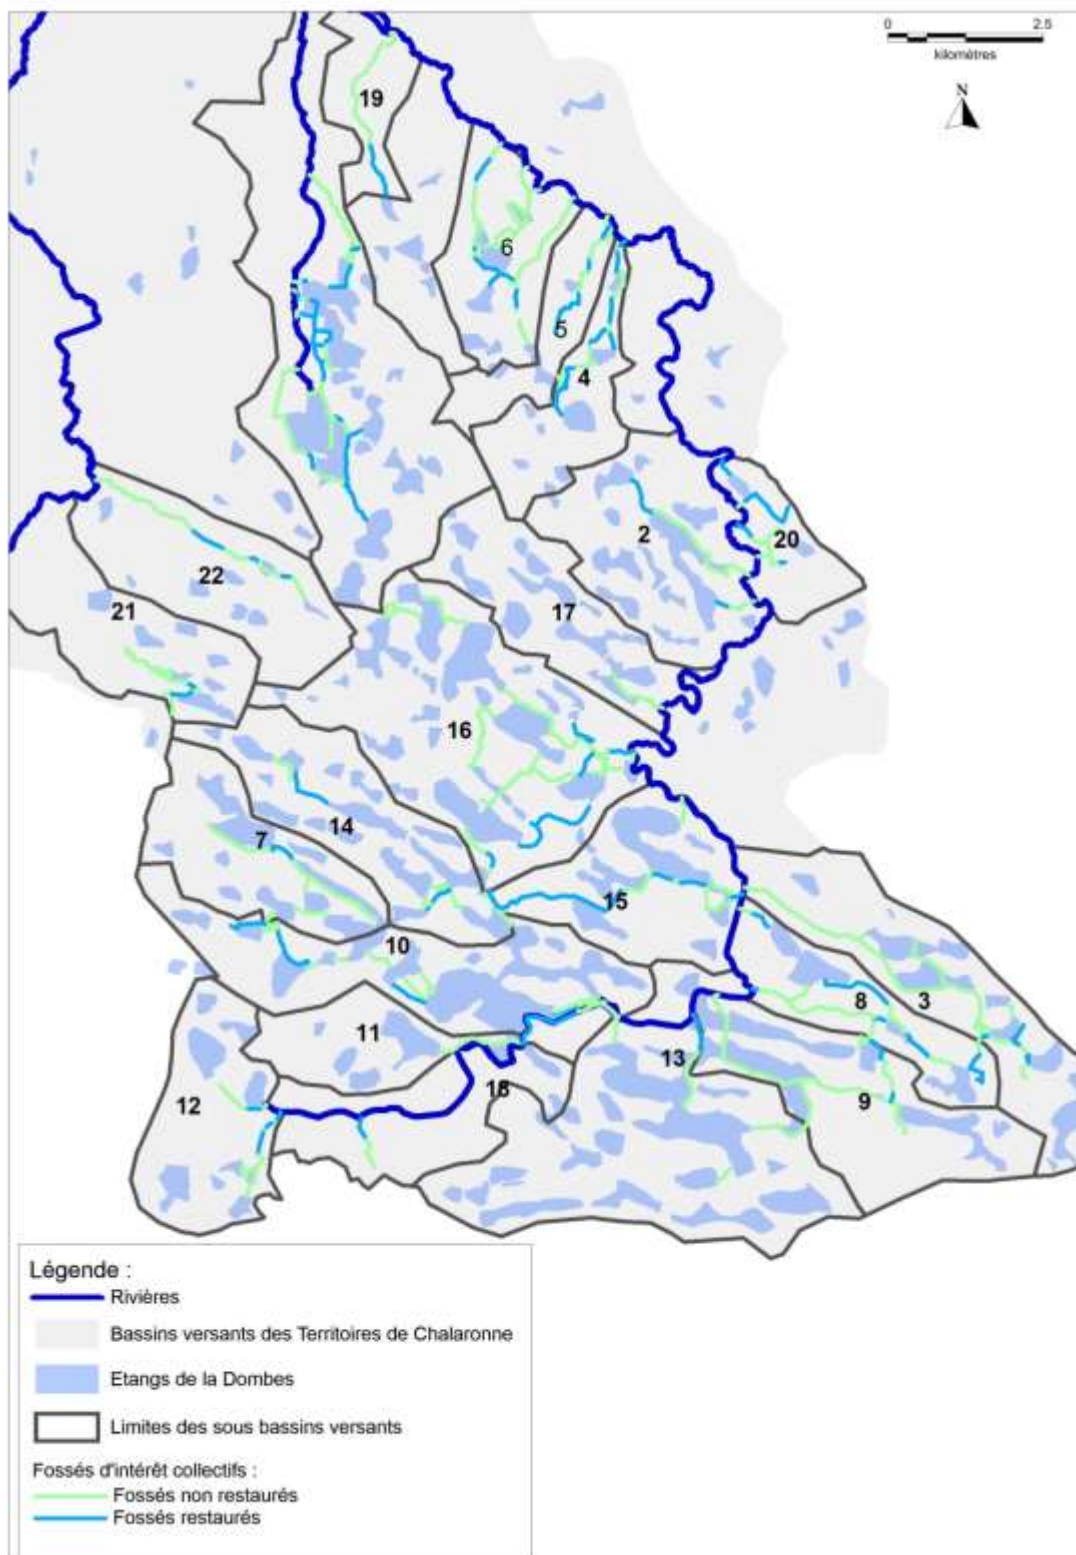 0 2.5
kilomètres
N
19
6
5
4
2
20
22
17
21
16
14
7
15
10
8
3
11
13
18
12
9
Légende :
Rivières
Bassins versants des Territoires de Chalaronne
Etangs de la Dombes
Limites des sous bassins versants
Fossés d'intérêt collectifs :
Fossés non restaurés
Fossés restaurés